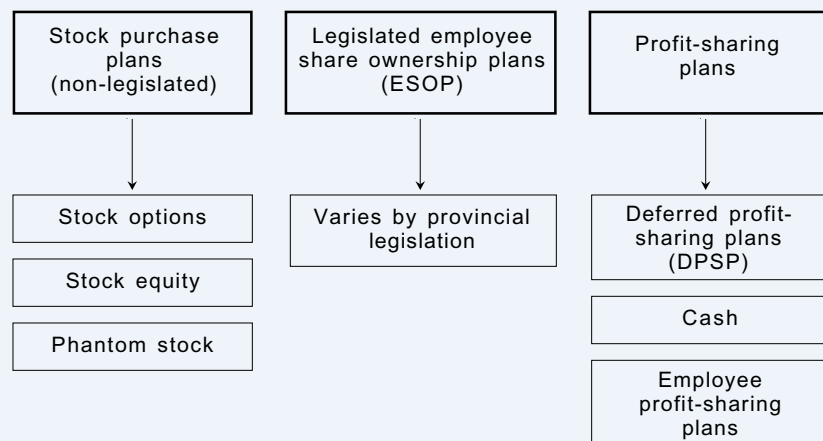 Stock purchase
plans
(non-legislated)
Stock options
Stock equity
Phantom stock
Legislated employee
share ownership plans
(ESOP)
Varies by provincial
legislation
Profit-sharing
plans
Deferred profit-
sharing plans
(DPSP)
Cash
Employee
profit-sharing
plans